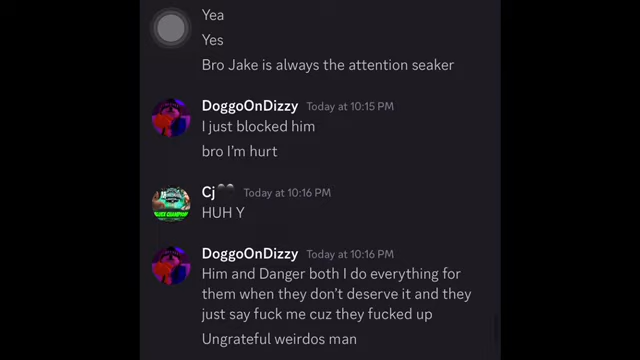 Yea
Yes
Bro Jake is always the attention seaker
DoggoOnDizzy Today at 10:15 PM
I just blocked him
bro I'm hurt
Cj🖤 Today at 10:16 PM
HUH Y
DoggoOnDizzy Today at 10:16 PM
Him and Danger both I do everything for
them when they don't deserve it and they
just say fuck me cuz they fucked up
Ungrateful weirdos man